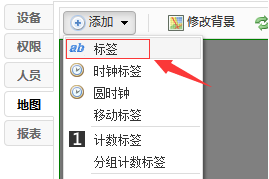 设备
权限
人员
地图
报表
添加 修改背景
ab 标签
时钟标签
圆时钟
移动标签
1 计数标签
分组计数标签